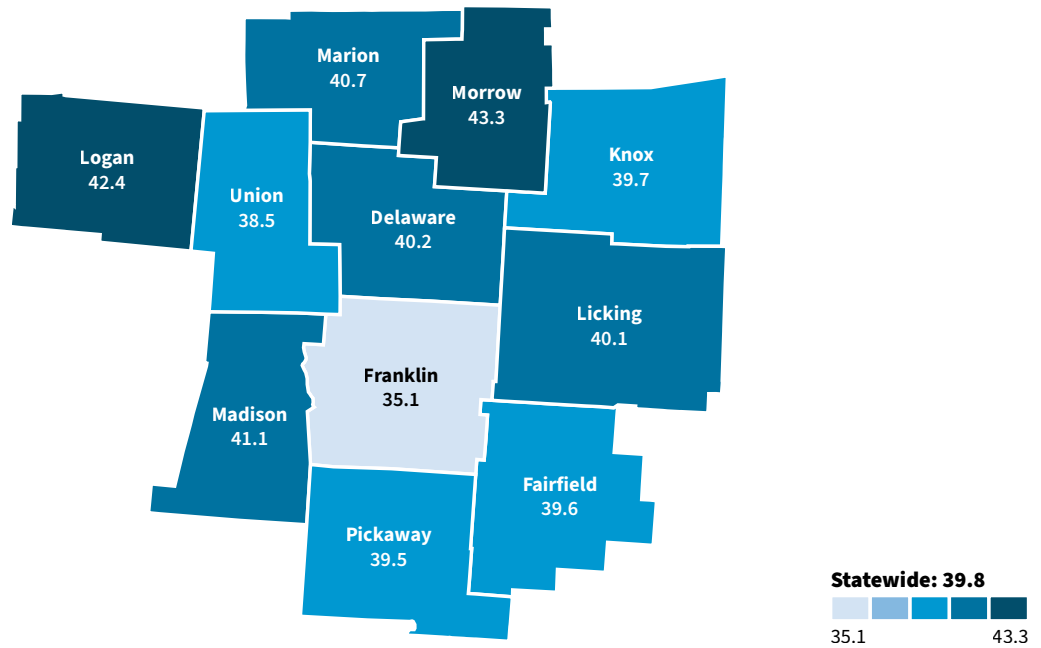 Marion
40.7
Morrow
43.3
Logan
42.4
Knox
39.7
Union
38.5
Delaware
40.2
Licking
40.1
Franklin
35.1
Madison
41.1
Fairfield
39.6
Pickaway
39.5
Statewide: 39.8
35.1 43.3